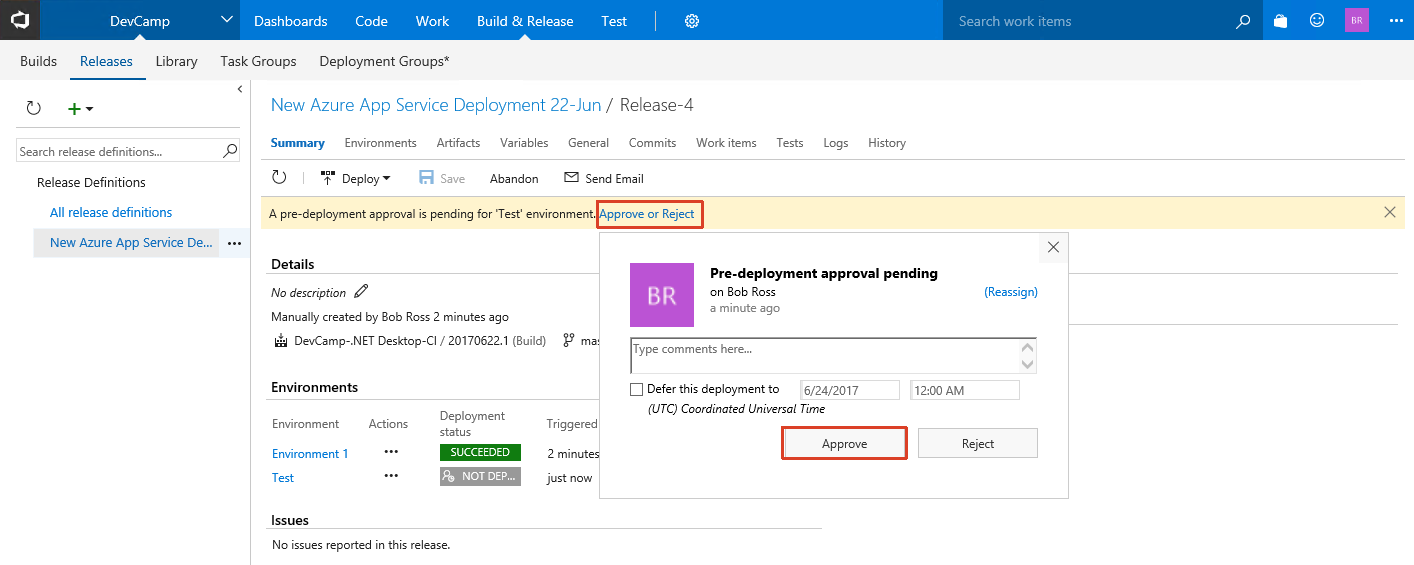 DevCamp Dashboards Code Work Build & Release Test Search work items BR
Builds Releases Library Task Groups Deployment Groups*
New Azure App Service Deployment 22-Jun / Release-4
Summary Environments Artifacts Variables General Commits Work items Tests Logs History
Search release definitions...
Deploy Save Abandon Send Email
Release Definitions
All release definitions
New Azure App Service De...
A pre-deployment approval is pending for 'Test' environment. Approve or Reject
Details
No description
Manually created by Bob Ross 2 minutes ago
DevCamp-.NET Desktop-CI / 20170622.1 (Build) mas
Environments
Environment Actions Deployment status Triggered
Environment 1 ... SUCCEEDED 2 minutes
Test ... NOT DEP... just now
Issues
No issues reported in this release.
BR
Pre-deployment approval pending
on Bob Ross (Reassign)
a minute ago
Type comments here...
Defer this deployment to 6/24/2017 12:00 AM
(UTC) Coordinated Universal Time
Approve Reject